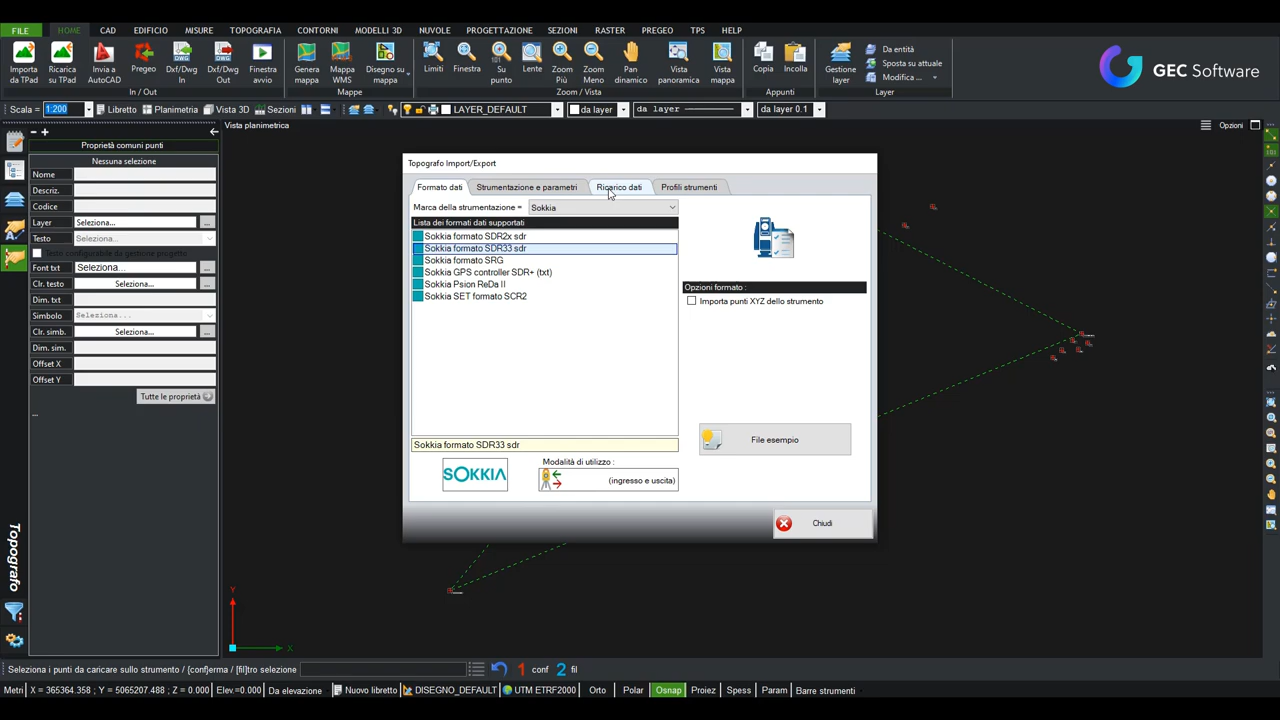 FILE HOME CAD EDIFICIO MISURE TOPOGRAFIA CONTORNI MODELLI 3D NUVOLE PROGETTAZIONE SEZIONI RASTER PREGEO TPS HELP
Importa da TPad
Ricarica su TPad
Invia a AutoCAD
Pregeo
Dxf/Dwg In
Dxf/Dwg Out
Finestra avvio
Genera mappa
Mappa WMS
Disegno su mappa
Limiti
Finestra
Su punto
Lente
Zoom Più
Zoom Meno
Pan dinamico
Vista panoramica
Vista mappa
Copia
Incolla
Gestione layer
Da entità
Sposta su attuale
Modifica ...
In / Out
Mappe
Zoom / Vista
Appunti
Layer
GEC Software
Scala = 1:200 Libretto Planimetria Vista 3D Sezioni LAYER_DEFAULT da layer da layer da layer 0.1
Vista planimetrica
Opzioni
Proprietà comuni punti
Nessuna selezione
Nome
Descriz.
Codice
Layer Seleziona... ...
Testo Seleziona...
Testo configurabile da gestione progetto
Font txt Seleziona... ...
Clr. testo Seleziona... ...
Dim. txt
Simbolo Seleziona...
Clr. simb. Seleziona... ...
Dim. sim.
Offset X
Offset Y
Tutte le proprietà
...
Topografo
Topografo Import/Export
Formato dati Strumentazione e parametri Ricarico dati Profili strumenti
Marca della strumentazione = Sokkia
Lista dei formati dati supportati
Sokkia formato SDR2x sdr
Sokkia formato SDR33 sdr
Sokkia formato SRG
Sokkia GPS controller SDR+ (txt)
Sokkia Psion ReDa II
Sokkia SET formato SCR2
Opzioni formato :
Importa punti XYZ dello strumento
File esempio
Sokkia formato SDR33 sdr
SOKKIA
Modalità di utilizzo :
(ingresso e uscita)
Chiudi
Y
X
Seleziona i punti da caricare sullo strumento / [conf]erma / [fil]tro selezione 1 conf 2 fil
Metri X = 365364.358 ; Y = 5065207.488 ; Z = 0.000 Elev.=0.000 Da elevazione Nuovo libretto DISEGNO_DEFAULT UTM ETRF2000 Orto Polar Osnap Proiez Spess Param Barre strumenti